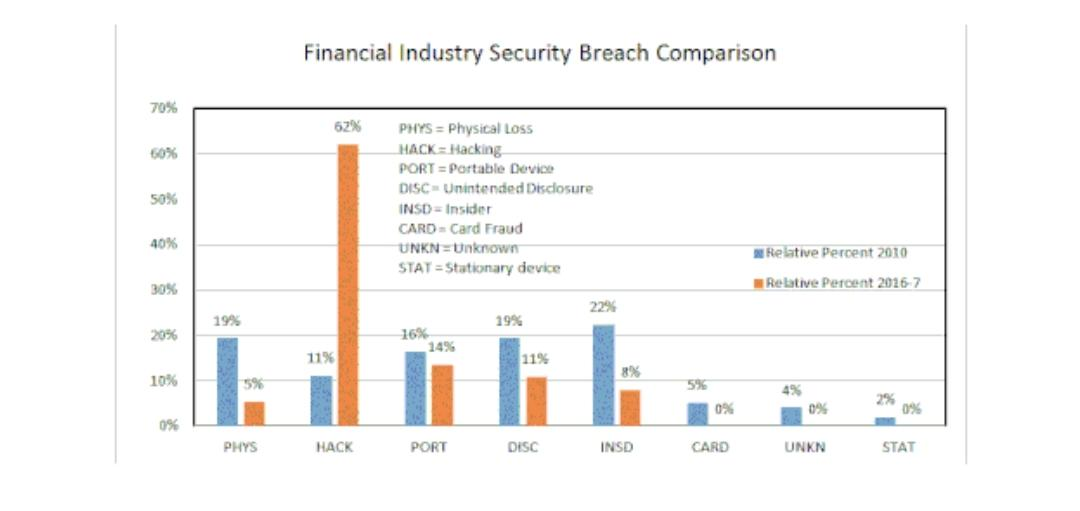 Financial Industry Security Breach Comparison
70%
60%
50%
40%
30%
20%
10%
0%
PHYS = Physical Loss
HACK = Hacking
PORT = Portable Device
DISC= Unintended Disclosure
INSD = Insider
CARD = Card Fraud
UNKN = Unknown
STAT = Stationary device
Relative Percent 2010
Relative Percent 2016-7
19%
5%
11%
62%
16%
14%
19%
11%
22%
8%
5%
0%
4%
0%
2%
0%
PHYS
HACK
PORT
DISC
INSD
CARD
UNKN
STAT